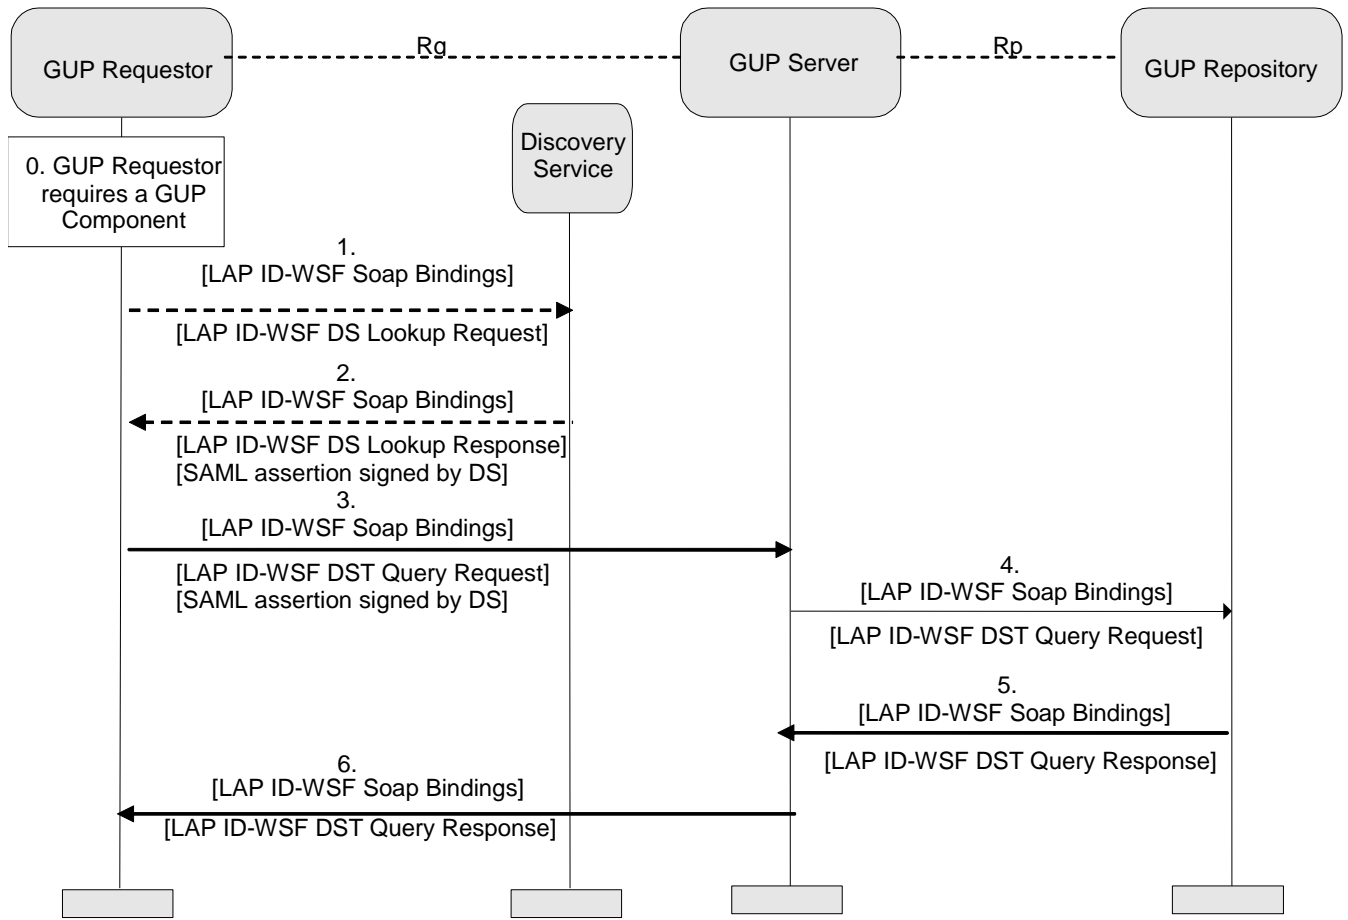 Rg
Rp
GUP Requestor
GUP Server
GUP Repository
Discovery
Service
0. GUP Requestor
requires a GUP
Component
1.
[LAP ID-WSF Soap Bindings]
[LAP ID-WSF DS Lookup Request]
2.
[LAP ID-WSF Soap Bindings]
[LAP ID-WSF DS Lookup Response]
[SAML assertion signed by DS]
3.
[LAP ID-WSF Soap Bindings]
[LAP ID-WSF DST Query Request]
[SAML assertion signed by DS]
4.
[LAP ID-WSF Soap Bindings]
[LAP ID-WSF DST Query Request]
5.
[LAP ID-WSF Soap Bindings]
[LAP ID-WSF DST Query Response]
6.
[LAP ID-WSF Soap Bindings]
[LAP ID-WSF DST Query Response]